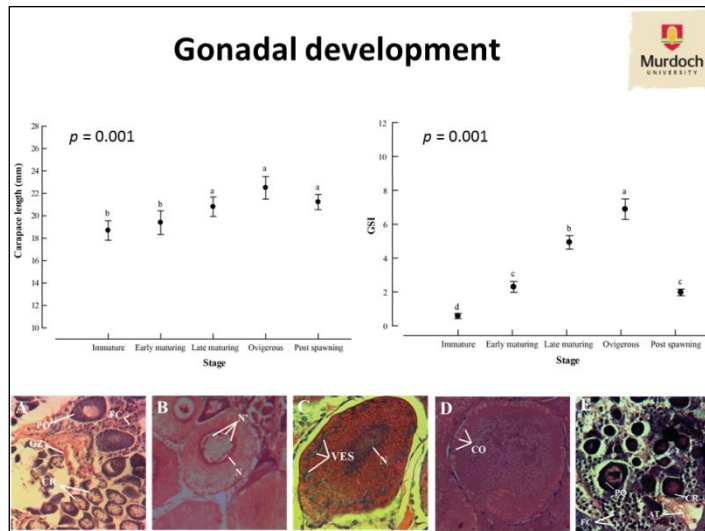 Gonadal development
Murdoch
UNIVERSITY
p = 0.001
Carapace length (mm)
28
26
24
22
20
18
16
14
12
10
b
b
a
a
a
Immature
Early maturing
Late maturing
Ovigerous
Post spawning
Stage
p = 0.001
GSI
12
10
8
6
4
2
0
d
c
b
a
c
Immature
Early maturing
Late maturing
Ovigerous
Post spawning
Stage
A
PO
FC
GZ
CR
B
N'
N
C
VES
N
D
CO
E
PO
CR
FC
AT